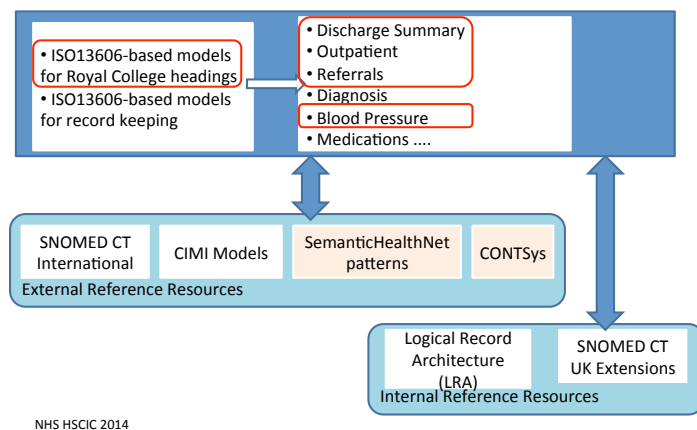 • ISO13606-based models
for Royal College headings
• ISO13606-based models
for record keeping
• Discharge Summary
• Outpatient
• Referrals
• Diagnosis
• Blood Pressure
• Medications ....
SNOMED CT
International
CIMI Models
SemanticHealthNet
patterns
CONTSys
External Reference Resources
Logical Record
Architecture
(LRA)
SNOMED CT
UK Extensions
Internal Reference Resources
NHS HSCIC 2014